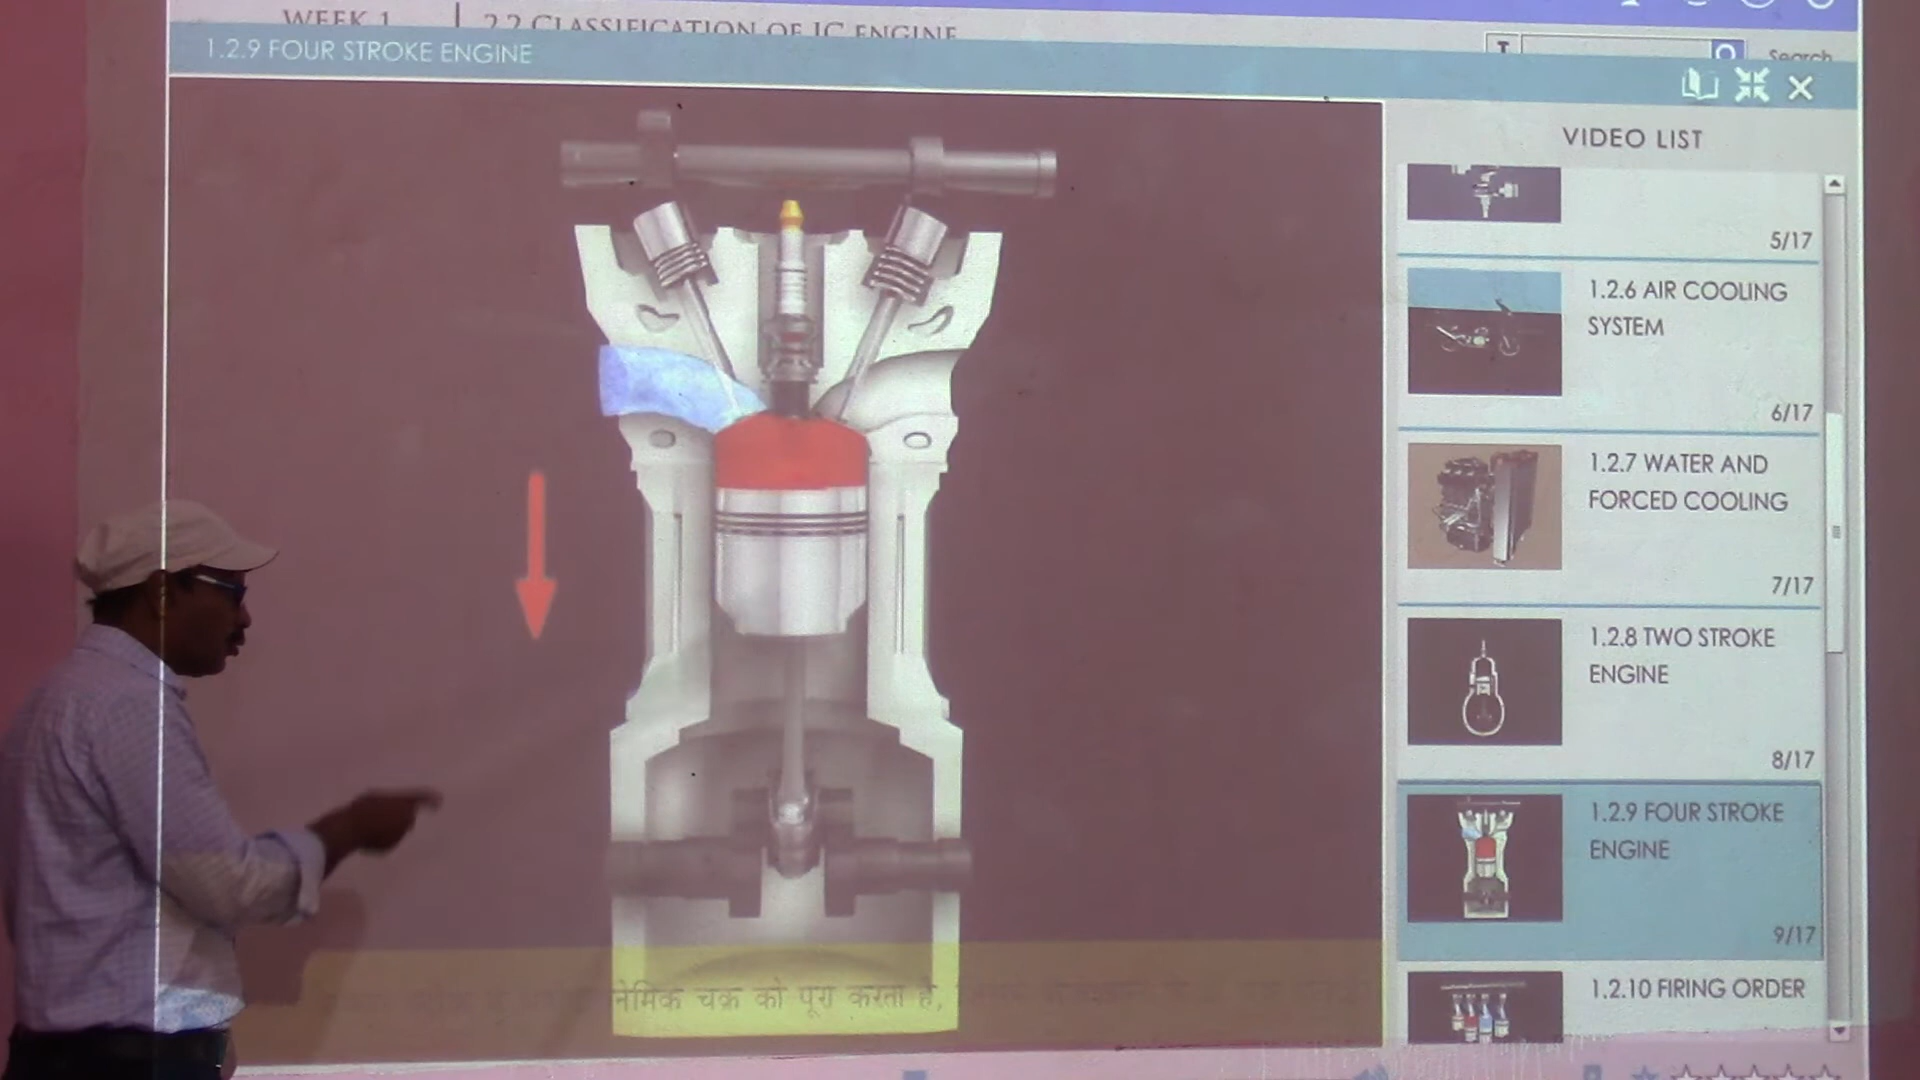 WEEK 1 2.2 CLASSIFICATION OF IC ENGINE
Search
1.2.9 FOUR STROKE ENGINE
VIDEO LIST
5/17
1.2.6 AIR COOLING
SYSTEM
6/17
1.2.7 WATER AND
FORCED COOLING
7/17
1.2.8 TWO STROKE
ENGINE
8/17
1.2.9 FOUR STROKE
ENGINE
9/17
1.2.10 FIRING ORDER
चक्र को पूरा करता है,